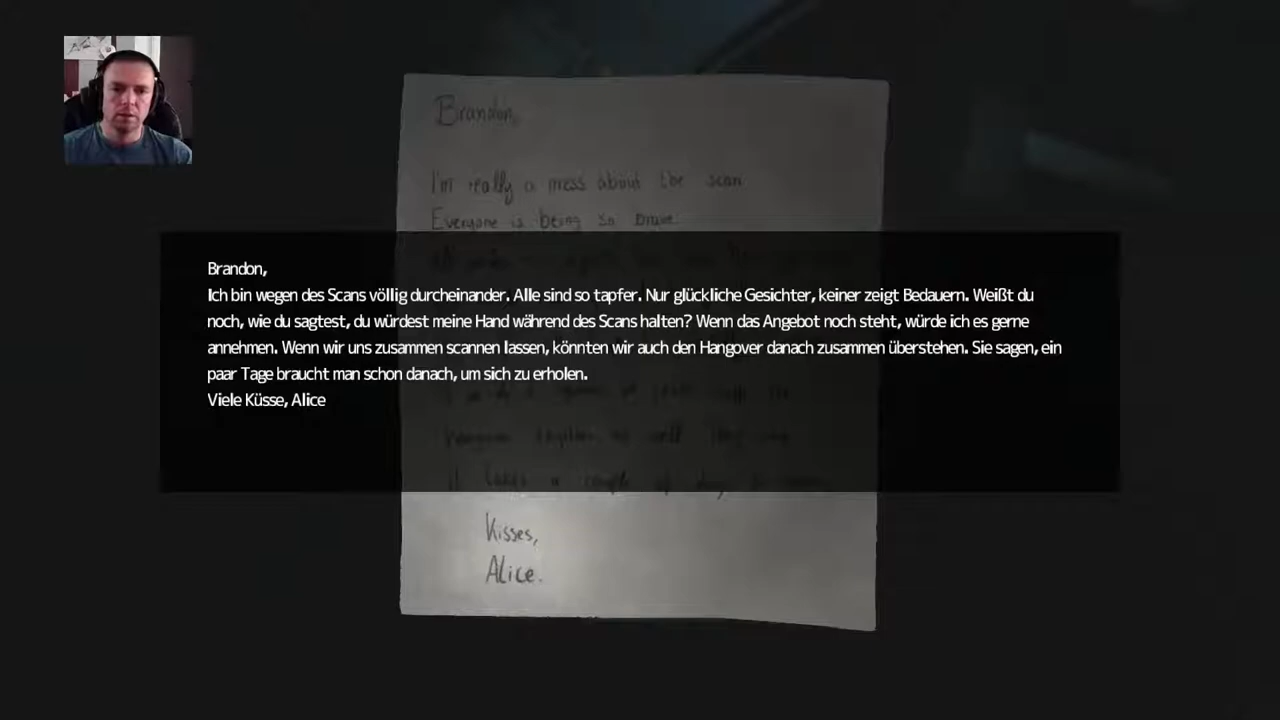 Brandon,
I'm really a mess about the scan
Everyone is being so brave.
Brandon,
Ich bin wegen des Scans völlig durcheinander. Alle sind so tapfer. Nur glückliche Gesichter, keiner zeigt Bedauern. Weißt du
noch, wie du sagtest, du würdest meine Hand während des Scans halten? Wenn das Angebot noch steht, würde ich es gerne
annehmen. Wenn wir uns zusammen scannen lassen, könnten wir auch den Hangover danach zusammen überstehen. Sie sagen, ein
paar Tage braucht man schon danach, um sich zu erholen.
Viele Küsse, Alice
Kisses,
Alice.